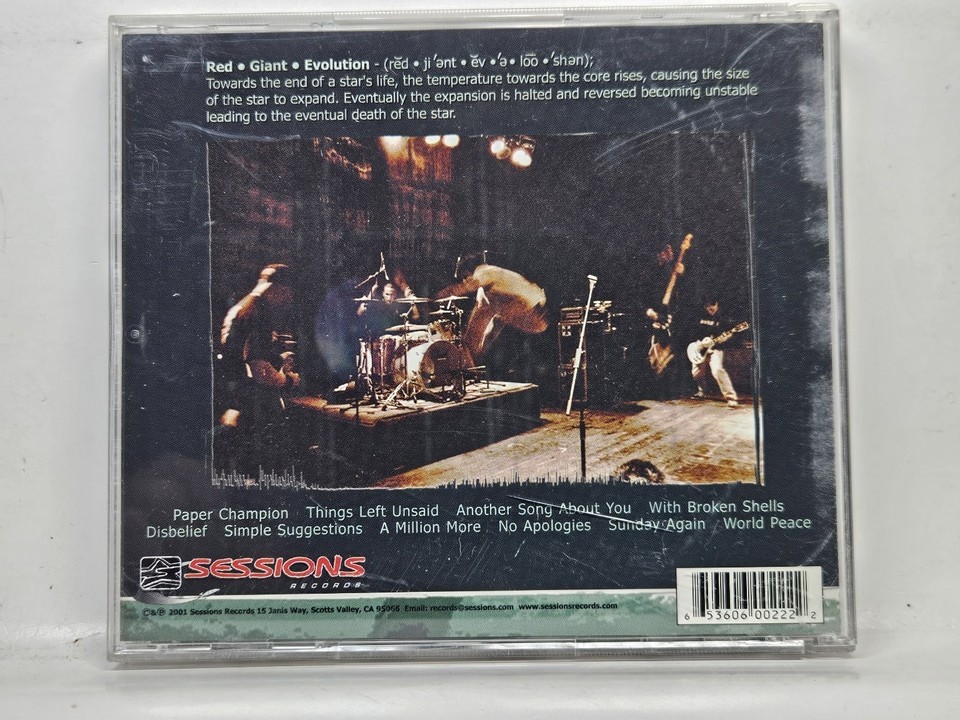 Red • Giant • Evolution - (rĕd • jī'ənt • ĕv •'ə• lo͞o •'shən);
Towards the end of a star's life, the temperature towards the core rises, causing the size
of the star to expand. Eventually the expansion is halted and reversed becoming unstable
leading to the eventual death of the star.
Paper Champion Things Left Unsaid Another Song About You With Broken Shells
Disbelief Simple Suggestions A Million More No Apologies Sunday Again World Peace
SESSIONS
RECORDS
©&℗ 2001 Sessions Records 15 Janis Way, Scotts Valley, CA 95066 Email: records@sessions.com www.sessionsrecords.com
6 53606 00222 2